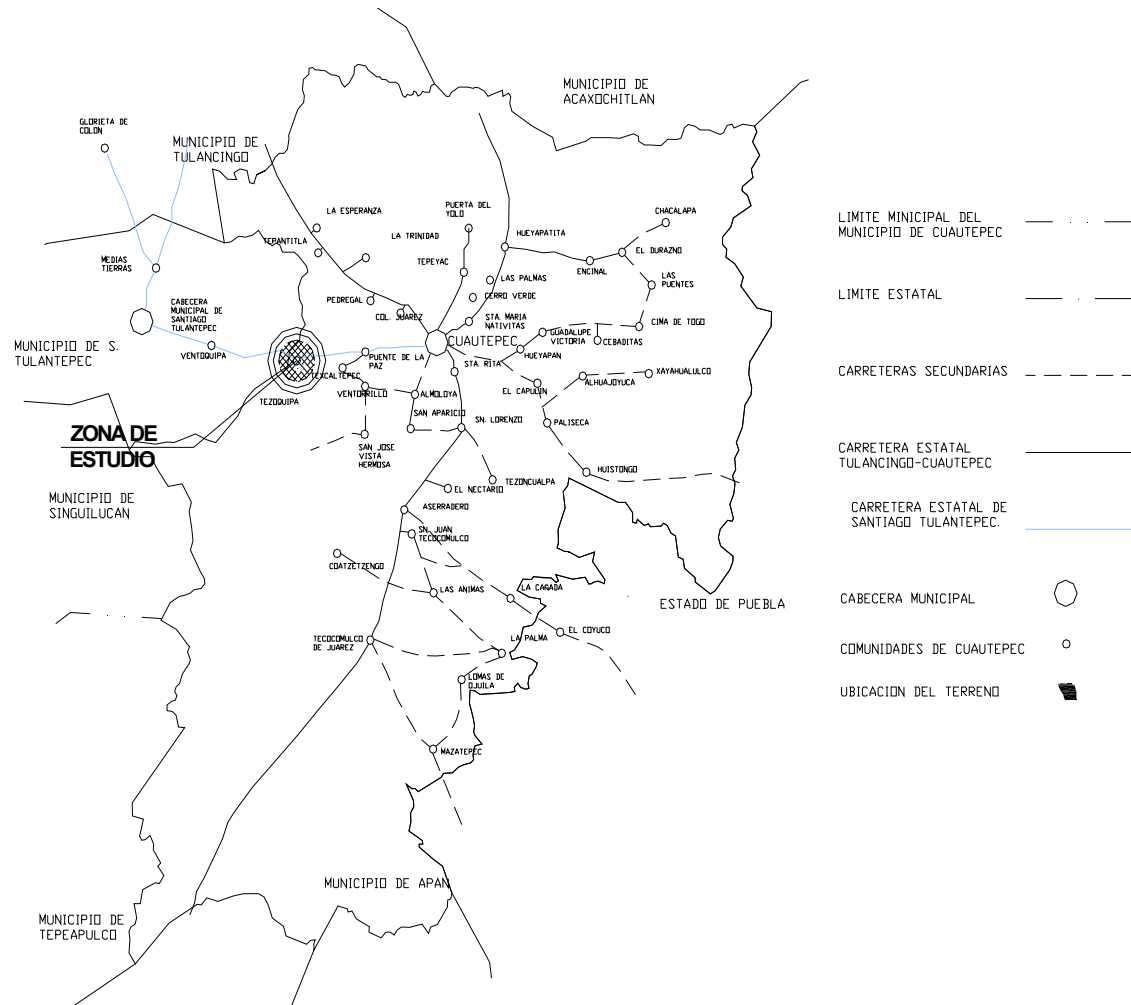 MUNICIPIO DE
ACAXOCHITLAN
GLORIETA DE
COLON
MUNICIPIO DE
TULANCINGO
LA ESPERANZA
PUERTA DEL
YOLO
CHACALAPA
LA TRINIDAD
HUEYAPATITA
TEPANTITLA
EL DURAZNO
MEDIAS
TIERRAS
TEPEYAC
ENCINAL
LAS PALMAS
LAS
PUENTES
PEDREGAL
CERRO VERDE
CABECERA
MUNICIPAL DE
SANTIAGO
TULANTEPEC
COL. JUAREZ
STA. MARIA
NATIVITAS
CIMA DE TOGO
MUNICIPIO DE S.
TULANTEPEC
VENTOQUIPA
CUAUTEPEC
GUADALUPE
VICTORIA
CEBADITAS
PUENTE DE LA
PAZ
HUEYAPAN
STA. RITA
TEXCALTEPEC
XAYAHUALULCO
TEZOQUIPA
VENTORRILLO
ALMOLOYA
EL CAPULIN
ALHUAJOYUCA
SAN APARICIO
SN. LORENZO
PALISECA
ZONA DE
ESTUDIO
SAN JOSE
VISTA
HERMOSA
HUISTONGO
TEZONCUALPA
EL NECTARIO
MUNICIPIO DE
SINGUILUCAN
ASERRADERO
SN. JUAN
TECOCOMULCO
COATZETZENGO
LAS ANIMAS
LA CAÑADA
ESTADO DE PUEBLA
EL COYUCO
TECOCOMULCO
DE JUAREZ
LA PALMA
LOMAS DE
OJUILA
MAZATEPEC
MUNICIPIO DE APAN
MUNICIPIO DE
TEPEAPULCO
LIMITE MINICIPAL DEL
MUNICIPIO DE CUAUTEPEC
LIMITE ESTATAL
CARRETERAS SECUNDARIAS
CARRETERA ESTATAL
TULANCINGO-CUAUTEPEC
CARRETERA ESTATAL DE
SANTIAGO TULANTEPEC.
CABECERA MUNICIPAL
COMUNIDADES DE CUAUTEPEC
UBICACION DEL TERRENO